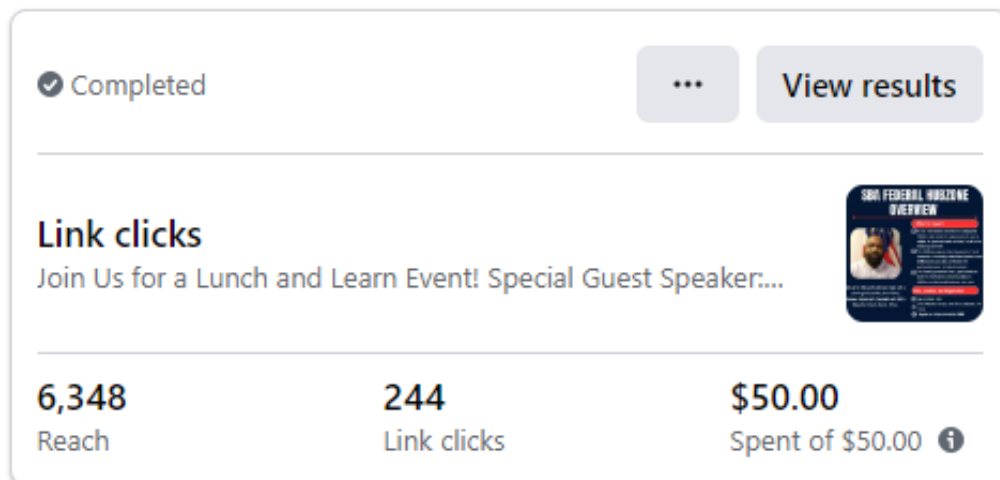 Completed
...
View results
Link clicks
Join Us for a Lunch and Learn Event! Special Guest Speaker:...
SBA FEDERAL HUBZONE
OVERVIEW
6,348
244
$50.00
Reach
Link clicks
Spent of $50.00